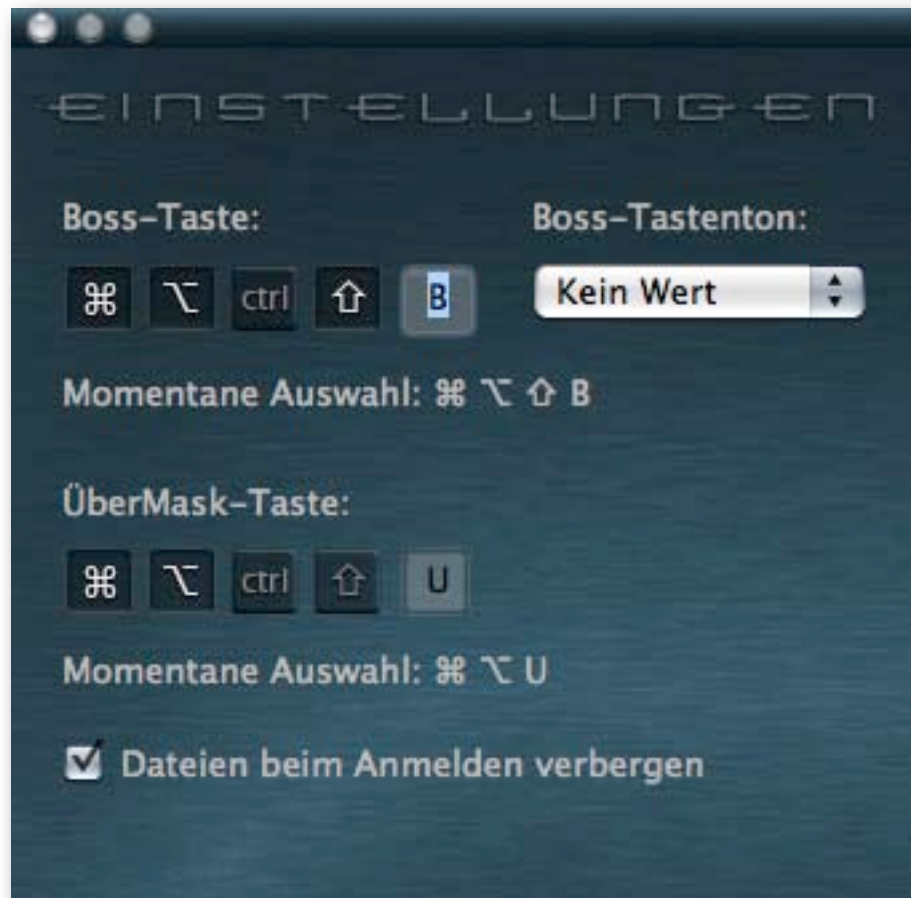 EINSTELLUNGEN
Boss-Taste: Boss-Tastenton:
⌘ ⌥ ctrl ⇧ B Kein Wert
Momentane Auswahl: ⌘ ⌥ ⇧ B
ÜberMask-Taste:
⌘ ⌥ ctrl ⇧ U
Momentane Auswahl: ⌘ ⌥ U
Dateien beim Anmelden verbergen